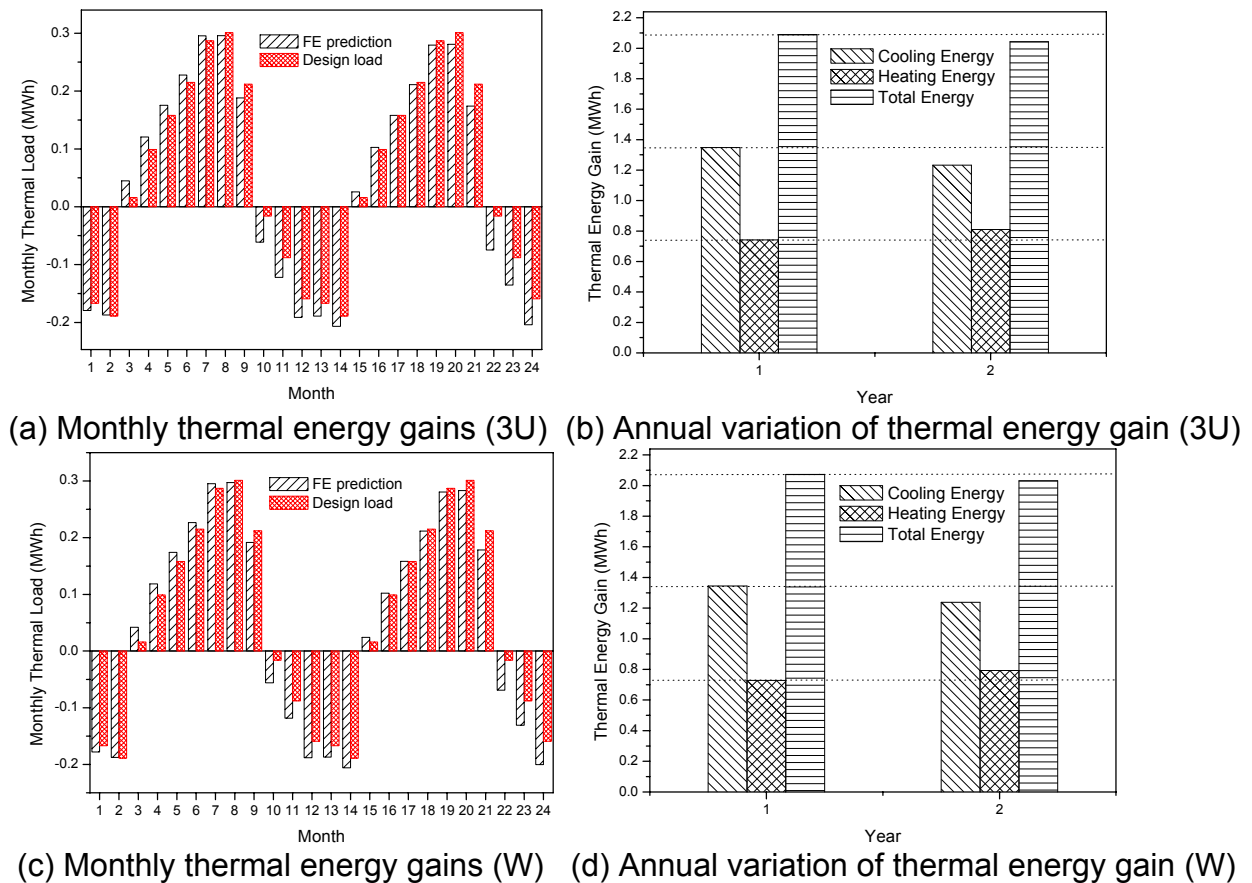 0.3
0.2
0.1
0.0
-0.1
-0.2
Monthly Thermal Load (MWh)
FE prediction
Design load
1 2 3 4 5 6 7 8 9 10 11 12 13 14 15 16 17 18 19 20 21 22 23 24
Month
2.2
2.0
1.8
1.6
1.4
1.2
1.0
0.8
0.6
0.4
0.2
0.0
Thermal Energy Gain (MWh)
Cooling Energy
Heating Energy
Total Energy
1 2
Year
(a) Monthly thermal energy gains (3U) (b) Annual variation of thermal energy gain (3U)
0.3
0.2
0.1
0.0
-0.1
-0.2
Monthly Thermal Load (MWh)
FE prediction
Design load
1 2 3 4 5 6 7 8 9 10 11 12 13 14 15 16 17 18 19 20 21 22 23 24
Month
2.2
2.0
1.8
1.6
1.4
1.2
1.0
0.8
0.6
0.4
0.2
0.0
Thermal Energy Gain (MWh)
Cooling Energy
Heating Energy
Total Energy
1 2
Year
(c) Monthly thermal energy gains (W) (d) Annual variation of thermal energy gain (W)